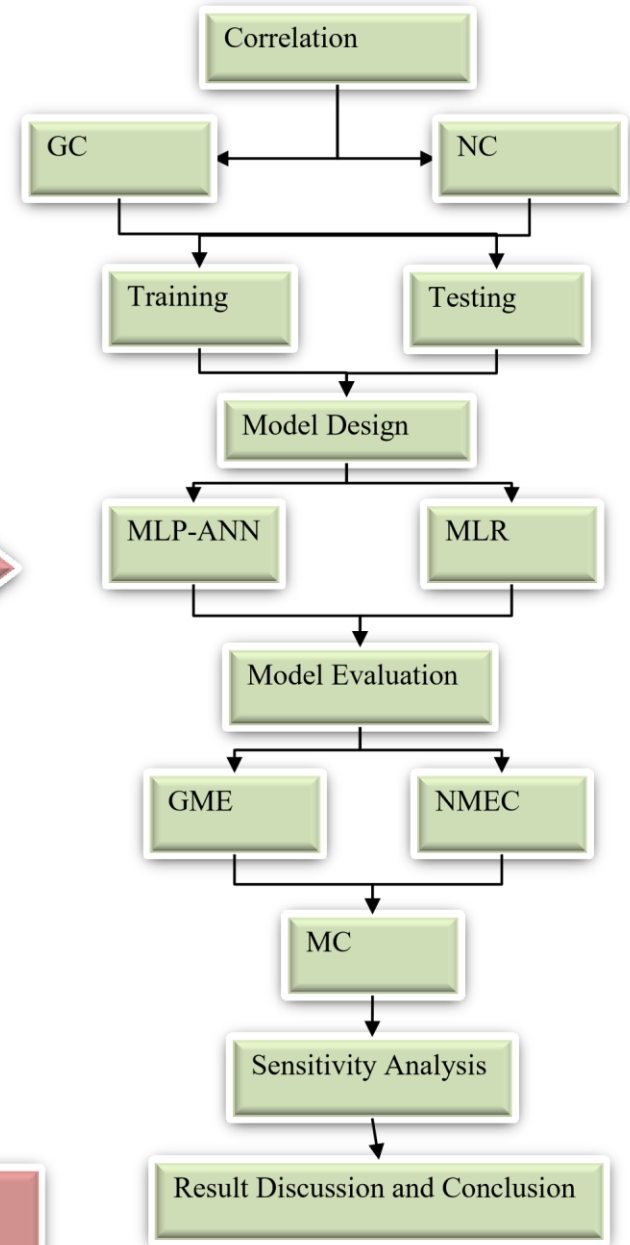 Correlation
GC
NC
Training
Testing
Model Design
MLP-ANN
MLR
Model Evaluation
GME
NMEC
MC
Sensitivity Analysis
Result Discussion and Conclusion